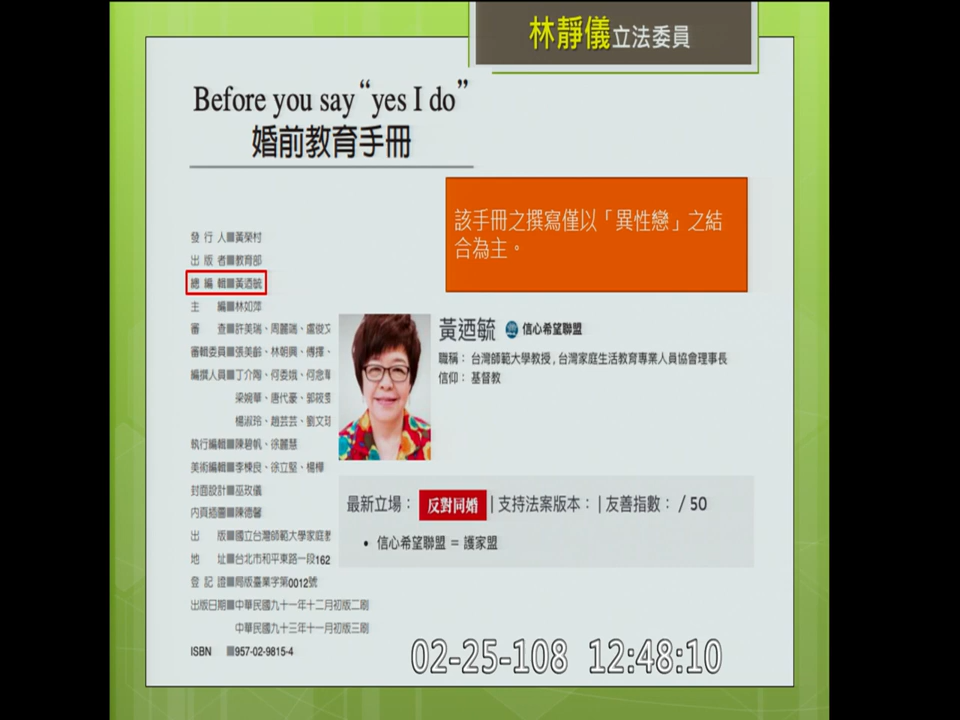 林靜儀立法委員
Before you say “yes I do”
婚前教育手冊
該手冊之撰寫僅以「異性戀」之結
合為主。
發 行 人■黃榮村
出 版 者■教育部
總 編 輯■黃迺毓
主 編■林如萍
審 查■許美瑞、周麗端、盧俊
審輯委員■張美齡、林朝興、傅擇、
編撰人員■丁介陶、何委娥、何忠
梁婉華、唐代豪、郭筱
楊淑玲、趙芸芸、劉文
執行編輯■陳碧帆、徐麗慧
美術編輯■李棟良、徐立堅、楊樺
封面設計■巫玫儀
內頁插圖■陳德馨
出 版■國立台灣師範大學家庭
地 址■台北市和平東路一段162
登 記 證■局版臺業字第0012號
出版日期■中華民國九十一年十二月初版二刷
中華民國九十三年十一月初版三刷
ISBN ■957-02-9815-4
黃迺毓 信心希望聯盟
職稱： 台灣師範大學教授 , 台灣家庭生活教育專業人員協會理事長
信仰： 基督教
最新立場： 反對同婚 | 支持法案版本： | 友善指數： / 50
• 信心希望聯盟 = 護家盟
02-25-108 12:48:10